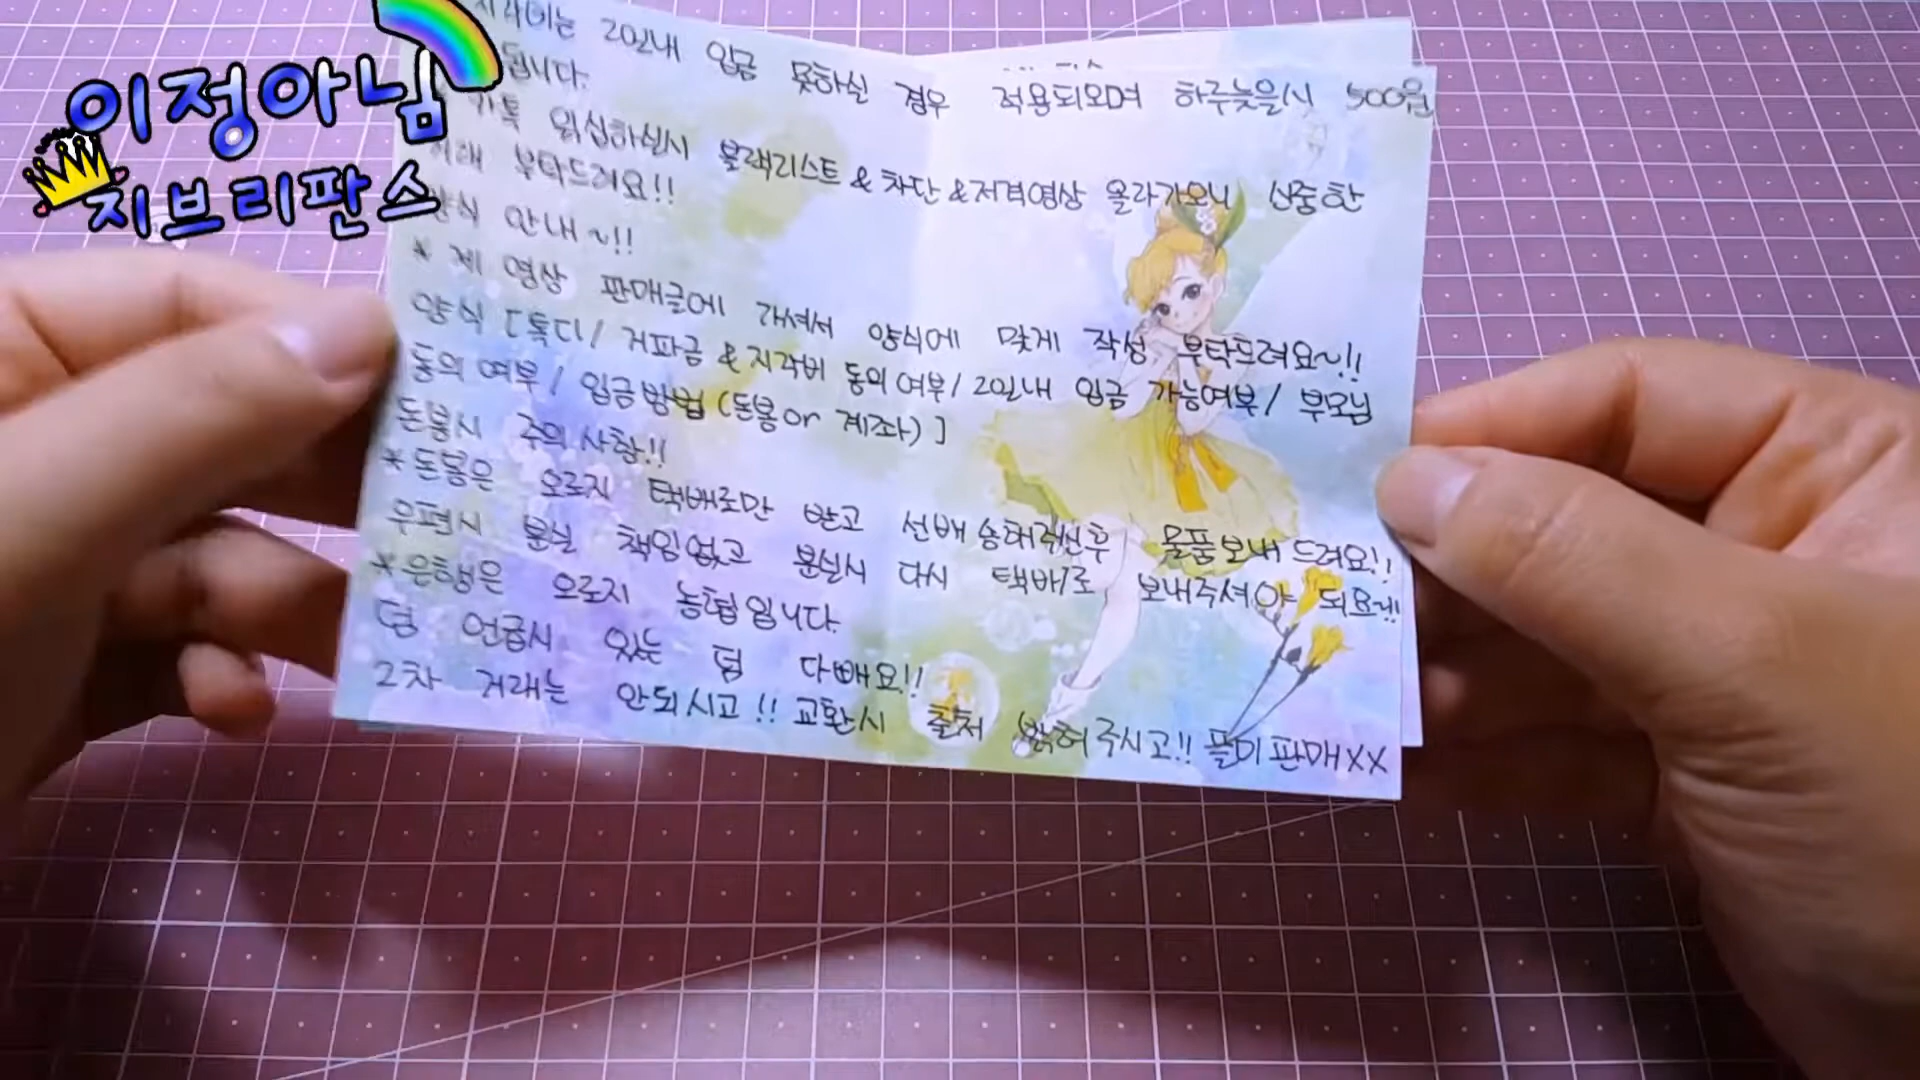 이정아님
지브리판스
지각비는 2일내 입금 못하실 경우 적용되오며 하루늦을시 500원
됩니다.
카톡 읽씹하신시 블랙리스트 & 차단 & 저격영상 올라가오니 신중한
거래 부탁드려요!!
양식 안내~!!
* 제 영상 판매글에 가셔서 양식에 맞게 작성 부탁드려요~!!
양식 [톡디/ 거파금 & 지각비 동의여부/ 2일내 입금 가능여부/ 부모님
동의 여부/ 입금방법 (돈봉or 계좌) ]
돈봉시 주의 사항!!
* 돈봉은 오로지 택배로만 받고 선배송해주신후 물품보내 드려요!!
우편시 분실 책임없고 분실시 다시 택배로 보내주셔야 되요~!!
*은행은 오로지 농협입니다.
덤 언급시 있는 덤 다빼요!!
2차 거래는 안되시고!! 교환시 출처 밝혀주시고!! 뜯미판매XX